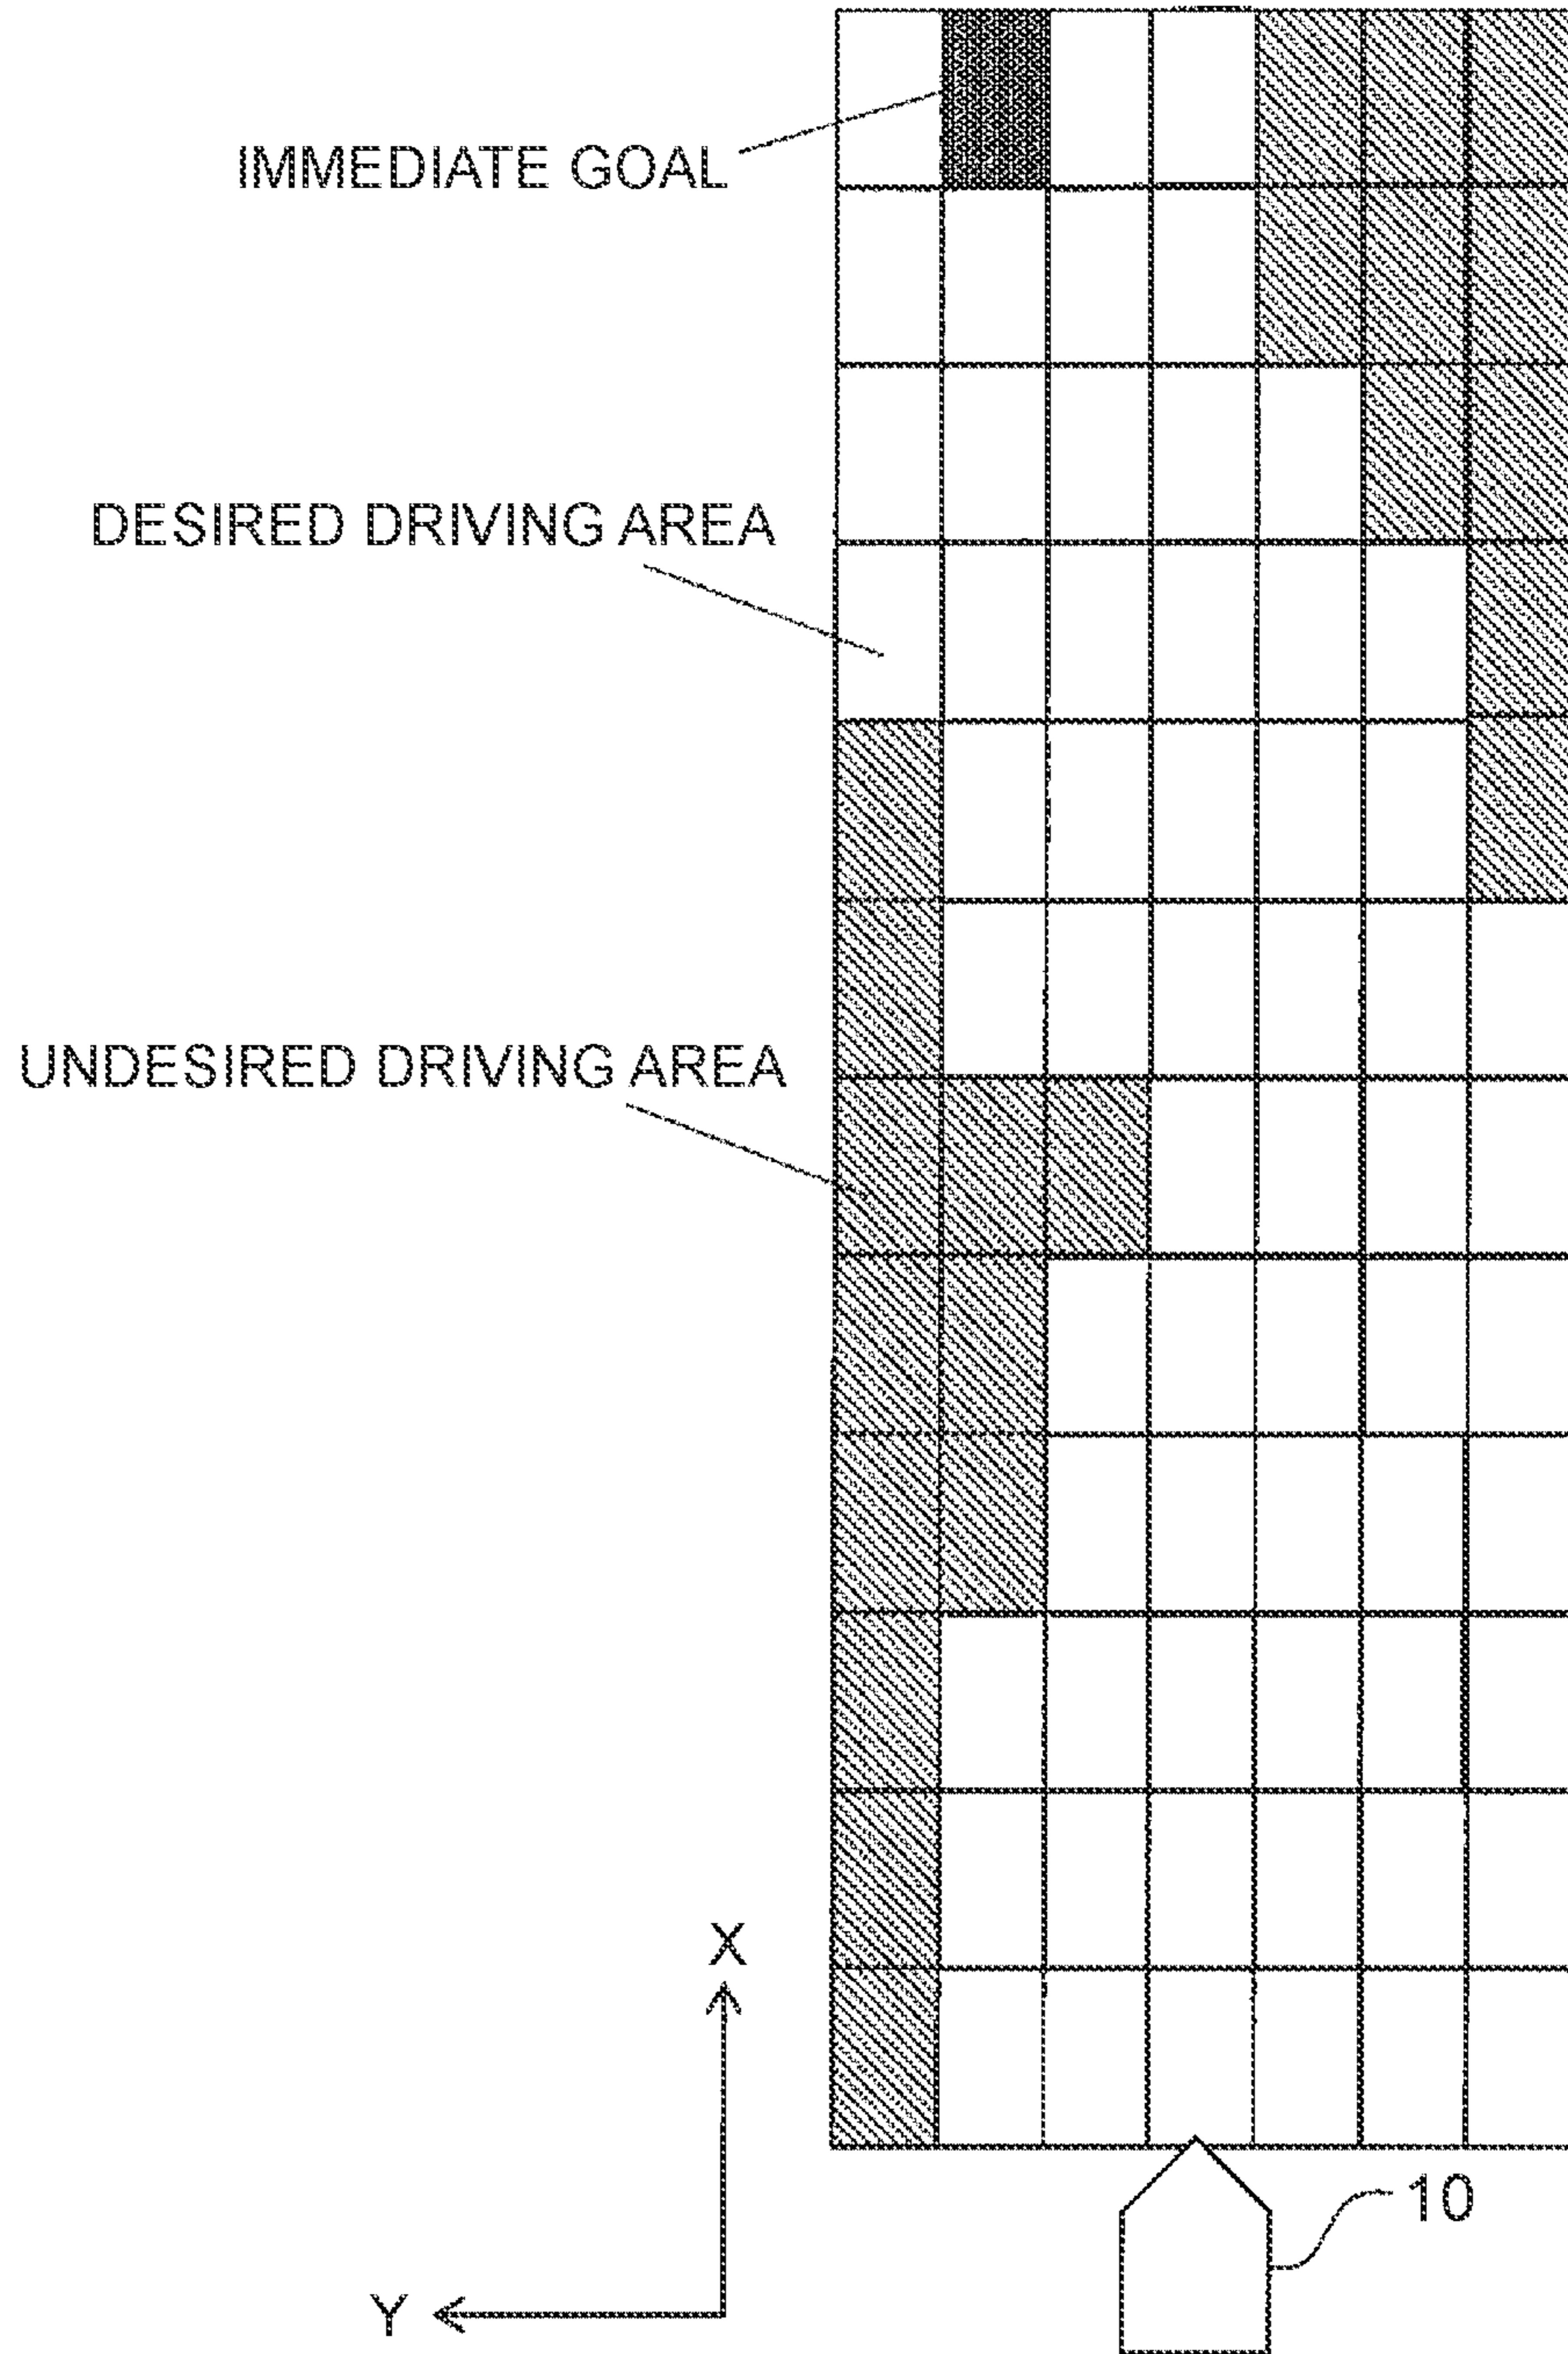 IMMEDIATE GOAL
DESIRED DRIVING AREA
UNDESIRED DRIVING AREA
X
Y
10